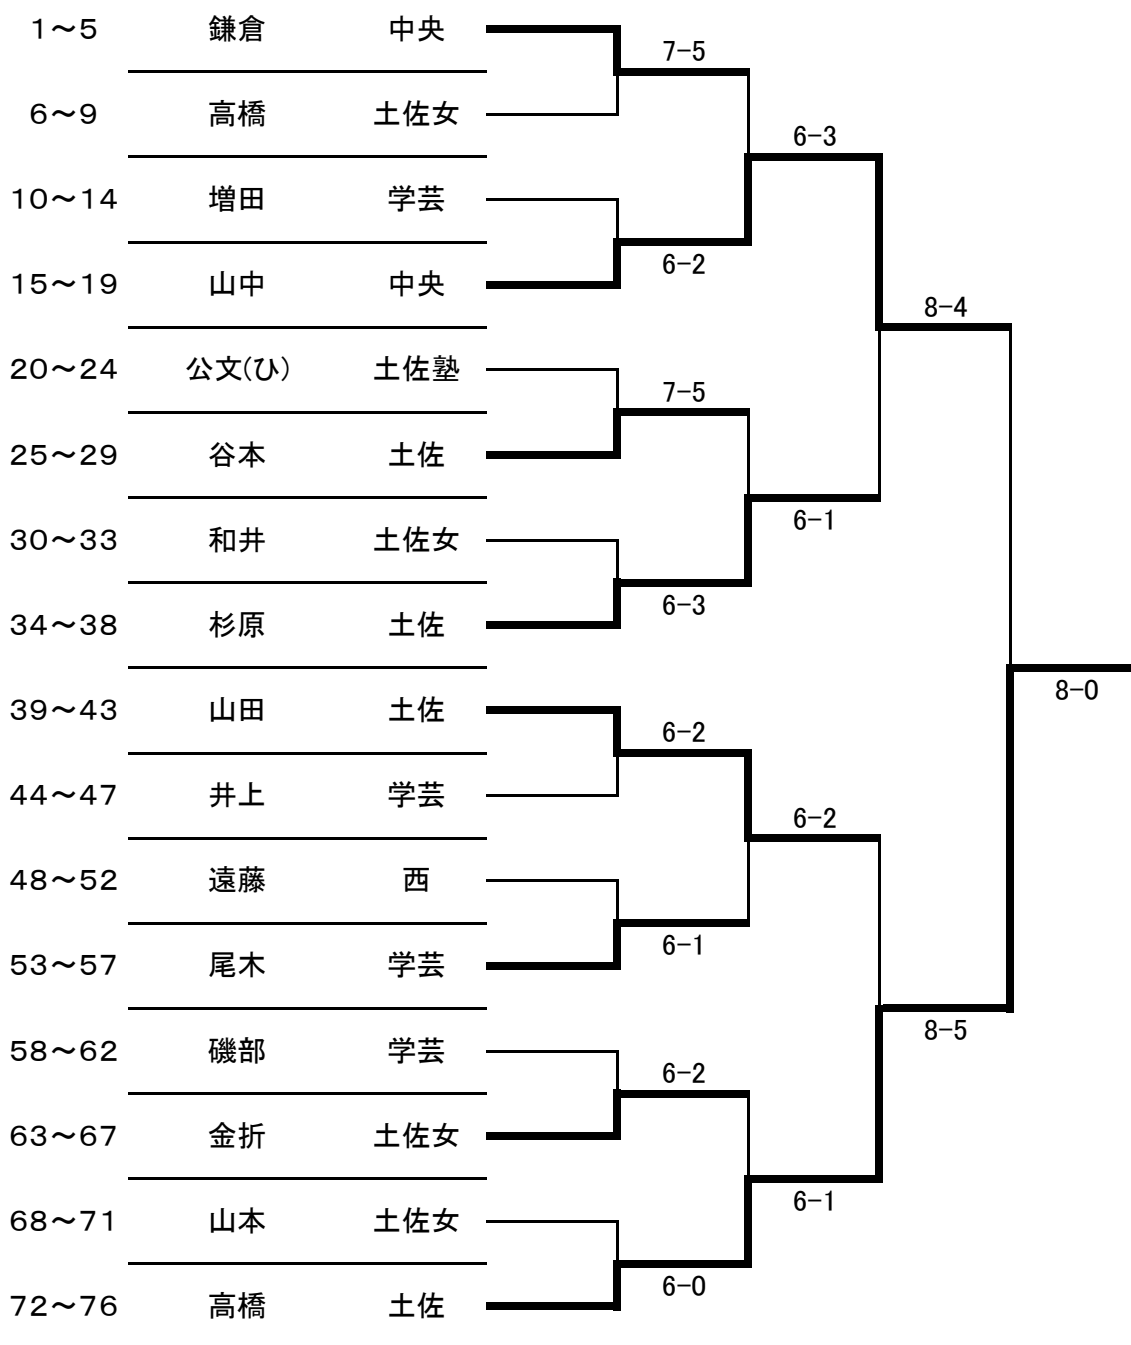 1～5 鎌倉 中央
7-5
6～9 高橋 土佐女
6-3
10～14 増田 学芸
6-2
15～19 山中 中央
8-4
20～24 公文(ひ) 土佐塾
7-5
25～29 谷本 土佐
6-1
30～33 和井 土佐女
6-3
34～38 杉原 土佐
8-0
39～43 山田 土佐
6-2
44～47 井上 学芸
6-2
48～52 遠藤 西
6-1
53～57 尾木 学芸
8-5
58～62 磯部 学芸
6-2
63～67 金折 土佐女
6-1
68～71 山本 土佐女
6-0
72～76 高橋 土佐